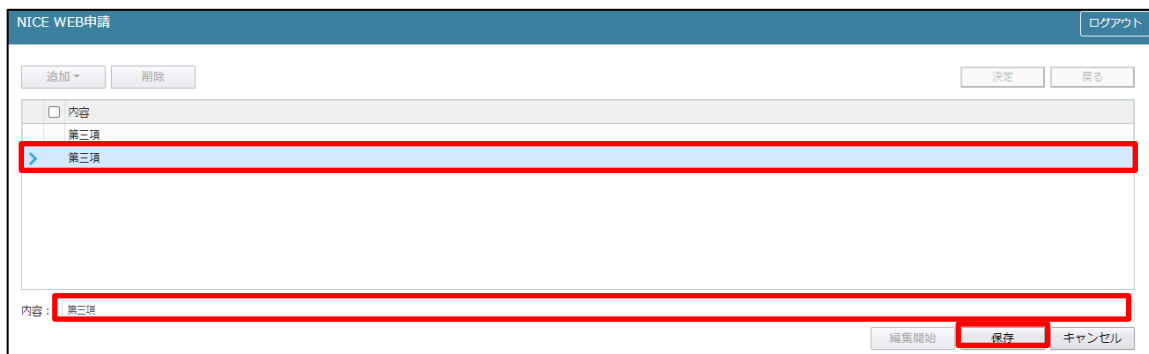 NICE WEB申請 ログアウト
追加 削除 決定 戻る
内容
第三項
第三項
内容： 第三項
編集開始 保存 キャンセル